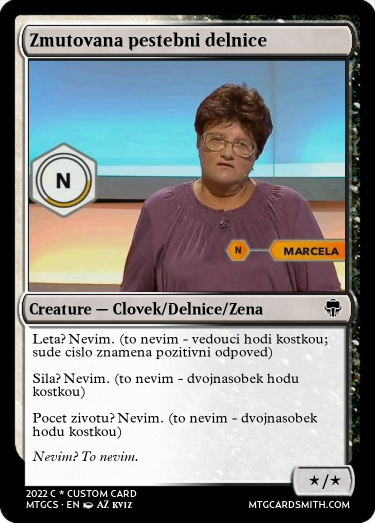 Zmutovana pestebni delnice
N
N MARCELA
Creature — Clovek/Delnice/Zena
Leta? Nevim. (to nevim - vedouci hodi kostkou;
sude cislo znamena pozitivni odpoved)
Sila? Nevim. (to nevim - dvojnasobek hodu
kostkou)
Pocet zivotu? Nevim. (to nevim - dvojnasobek
hodu kostkou)
Nevim? To nevim.
★/★
2022 C * CUSTOM CARD
MTGCS · EN AZ KVIZ
MTGCARDSMITH.COM